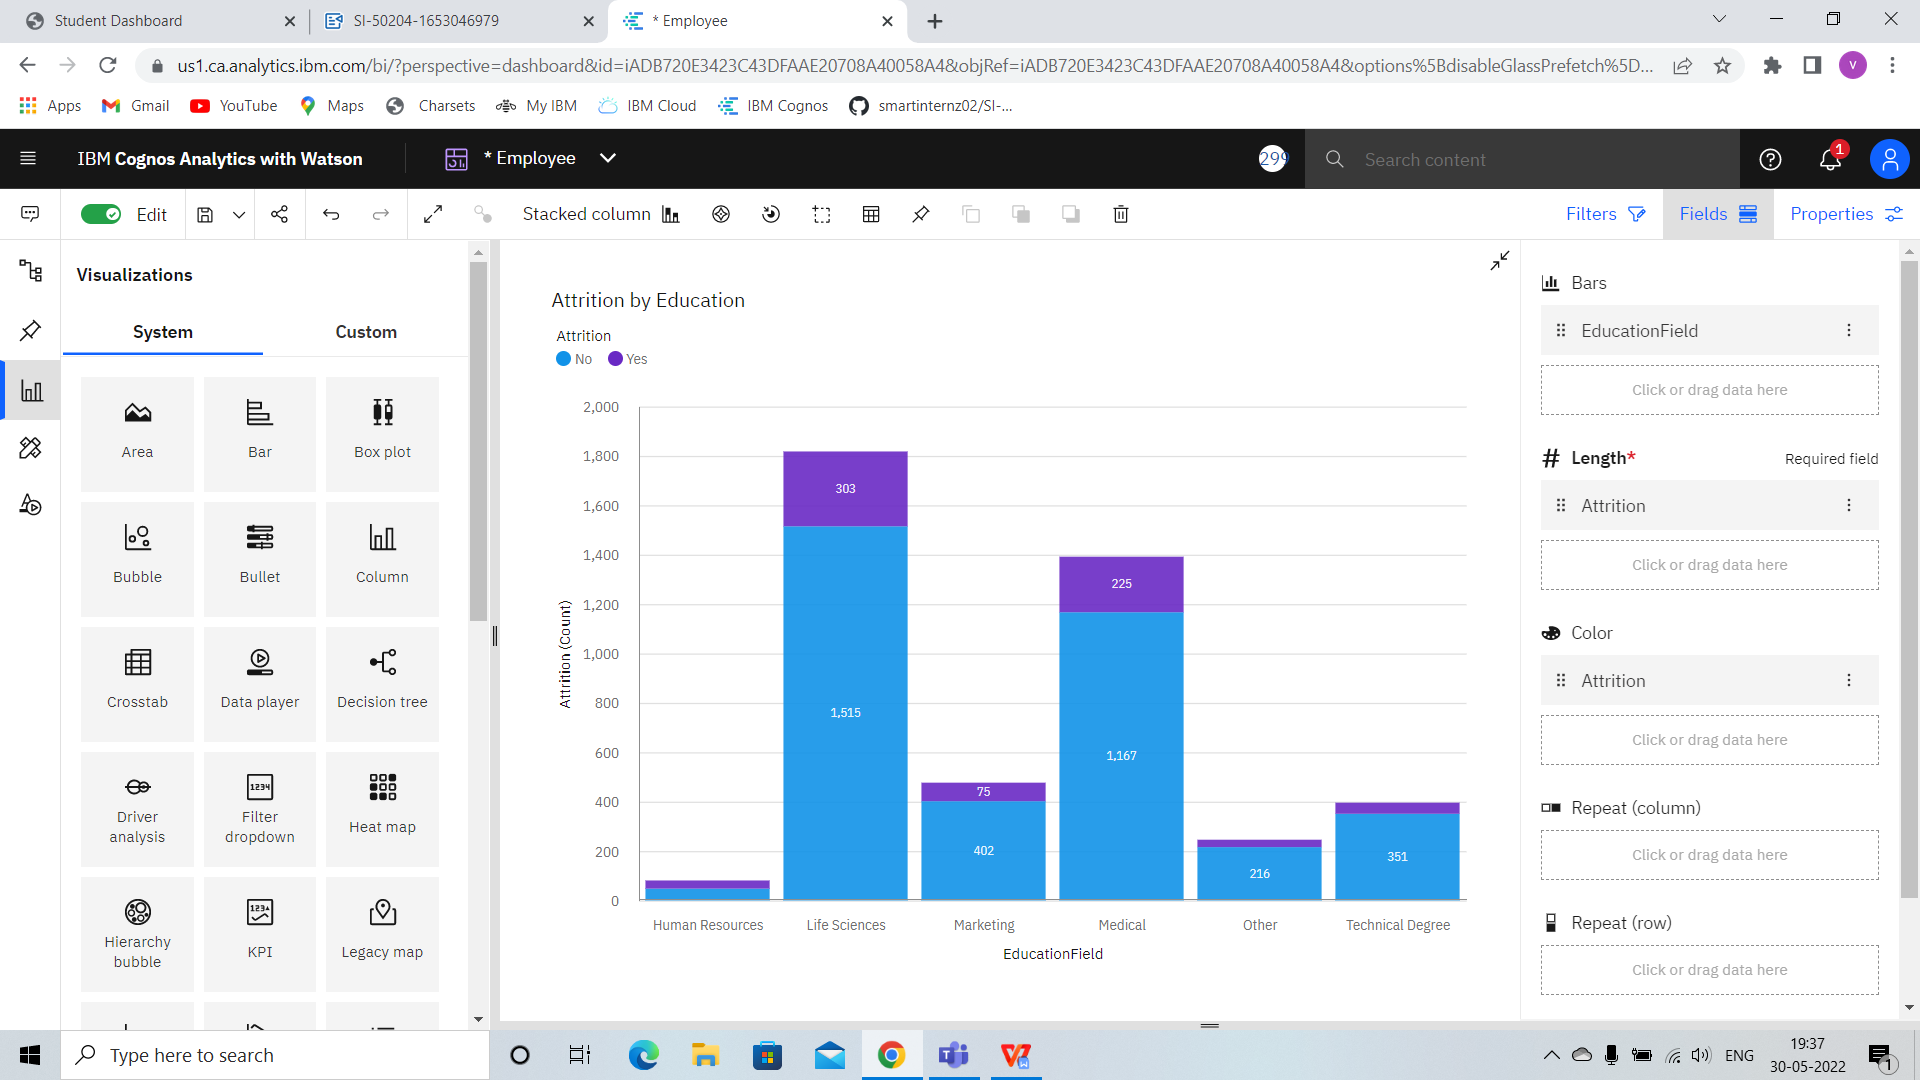 Student Dashboard
SI-50204-1653046979
* Employee
us1.ca.analytics.ibm.com/bi/?perspective=dashboard&id=iADB720E3423C43DFAAE20708A40058A4&objRef=iADB720E3423C43DFAAE20708A40058A4&options%5BdisableGlassPrefetch%5D...
V
Apps
Gmail
YouTube
Maps
Charsets
My IBM
IBM Cloud
IBM Cognos
smartinternz02/SI-...
IBM Cognos Analytics with Watson
* Employee
299
Search content
1
Edit
Stacked column
Filters
Fields
Properties
Visualizations
System
Custom
Area
Bar
Box plot
Bubble
Bullet
Column
Crosstab
Data player
Decision tree
Driver
analysis
Filter
dropdown
Heat map
Hierarchy
bubble
KPI
Legacy map
Attrition by Education
Attrition
No
Yes
2,000
1,800
1,600
1,400
1,200
1,000
800
600
400
200
0
Attrition (Count)
303
1,515
75
402
225
1,167
216
351
Human Resources
Life Sciences
Marketing
Medical
Other
Technical Degree
EducationField
Bars
EducationField
Click or drag data here
Length*
Required field
Attrition
Click or drag data here
Color
Attrition
Click or drag data here
Repeat (column)
Click or drag data here
Repeat (row)
Click or drag data here
Type here to search
ENG
19:37
30-05-2022
1